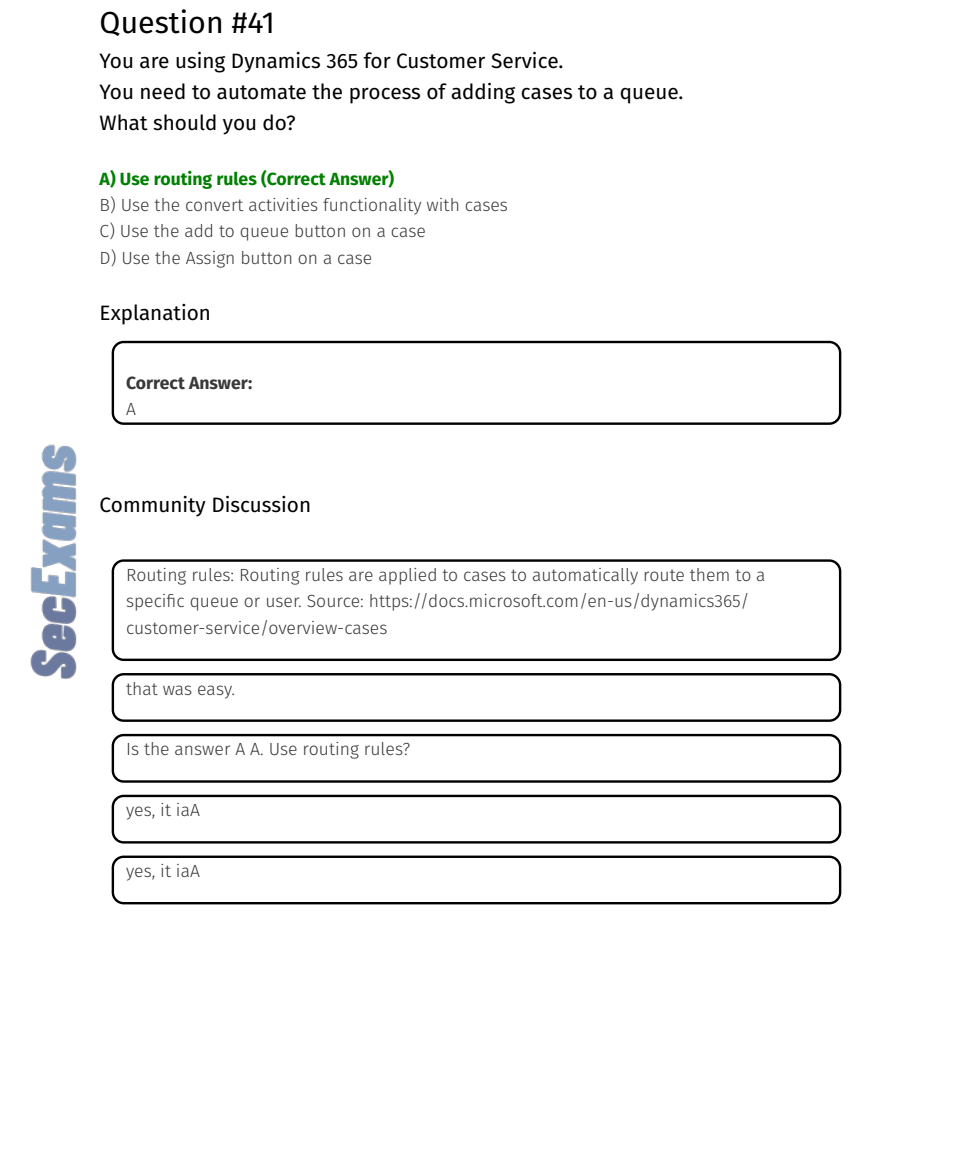 Question #41
You are using Dynamics 365 for Customer Service.
You need to automate the process of adding cases to a queue.
What should you do?
A) Use routing rules (Correct Answer)
B) Use the convert activities functionality with cases
C) Use the add to queue button on a case
D) Use the Assign button on a case
Explanation
Correct Answer:
A
SecExams
Community Discussion
Routing rules: Routing rules are applied to cases to automatically route them to a
specific queue or user. Source: https://docs.microsoft.com/en-us/dynamics365/
customer-service/overview-cases
that was easy.
Is the answer A A. Use routing rules?
yes, it iaA
yes, it iaA